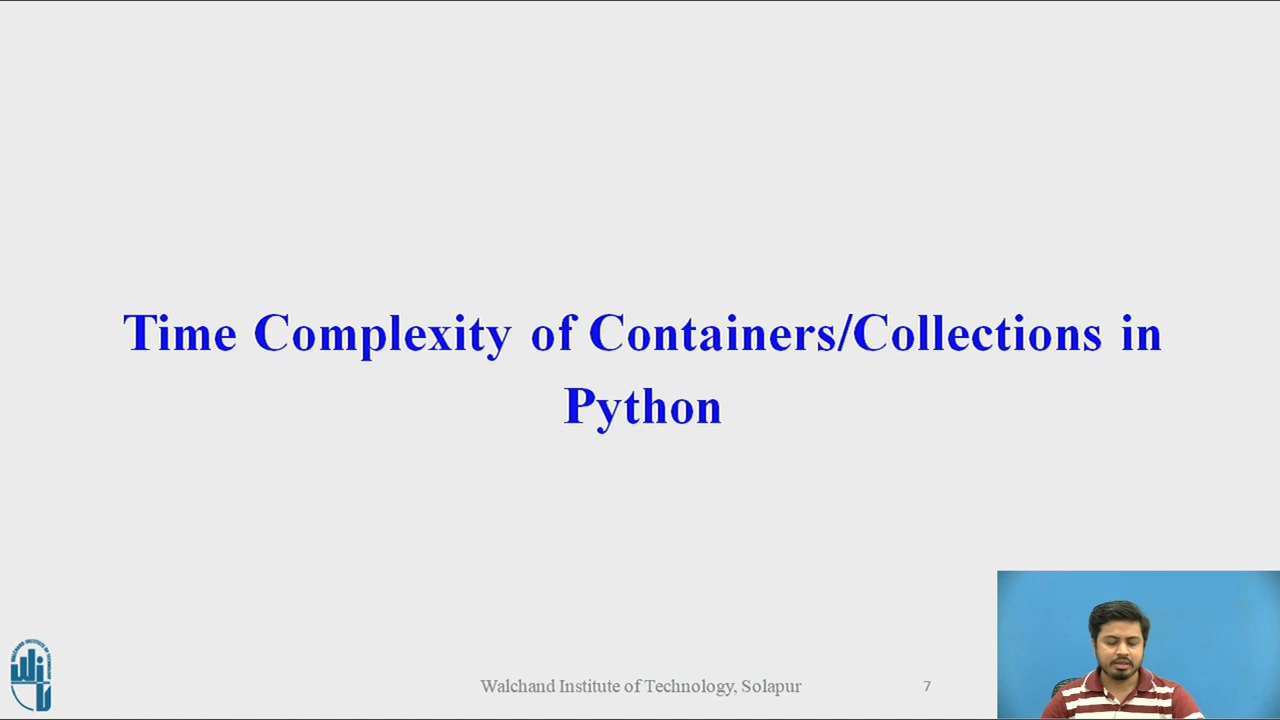 Time Complexity of Containers/Collections in
Python
Walchand Institute of Technology, Solapur
7